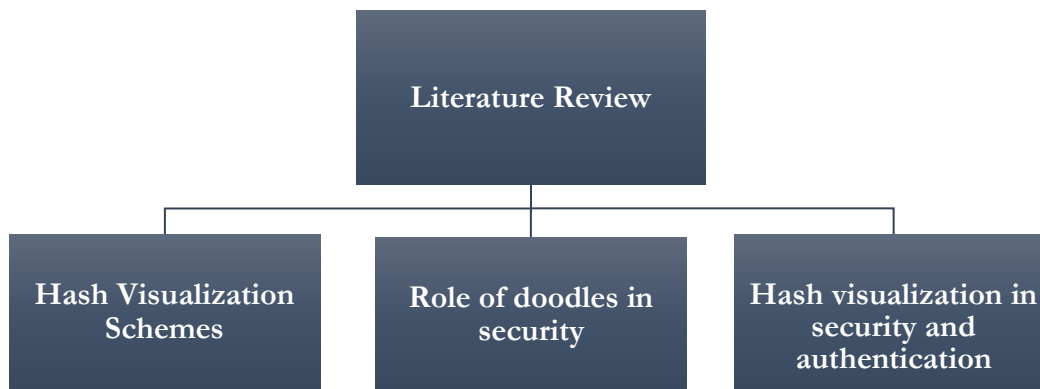 Literature Review
Hash Visualization
Schemes
Role of doodles in
security
Hash visualization in
security and
authentication